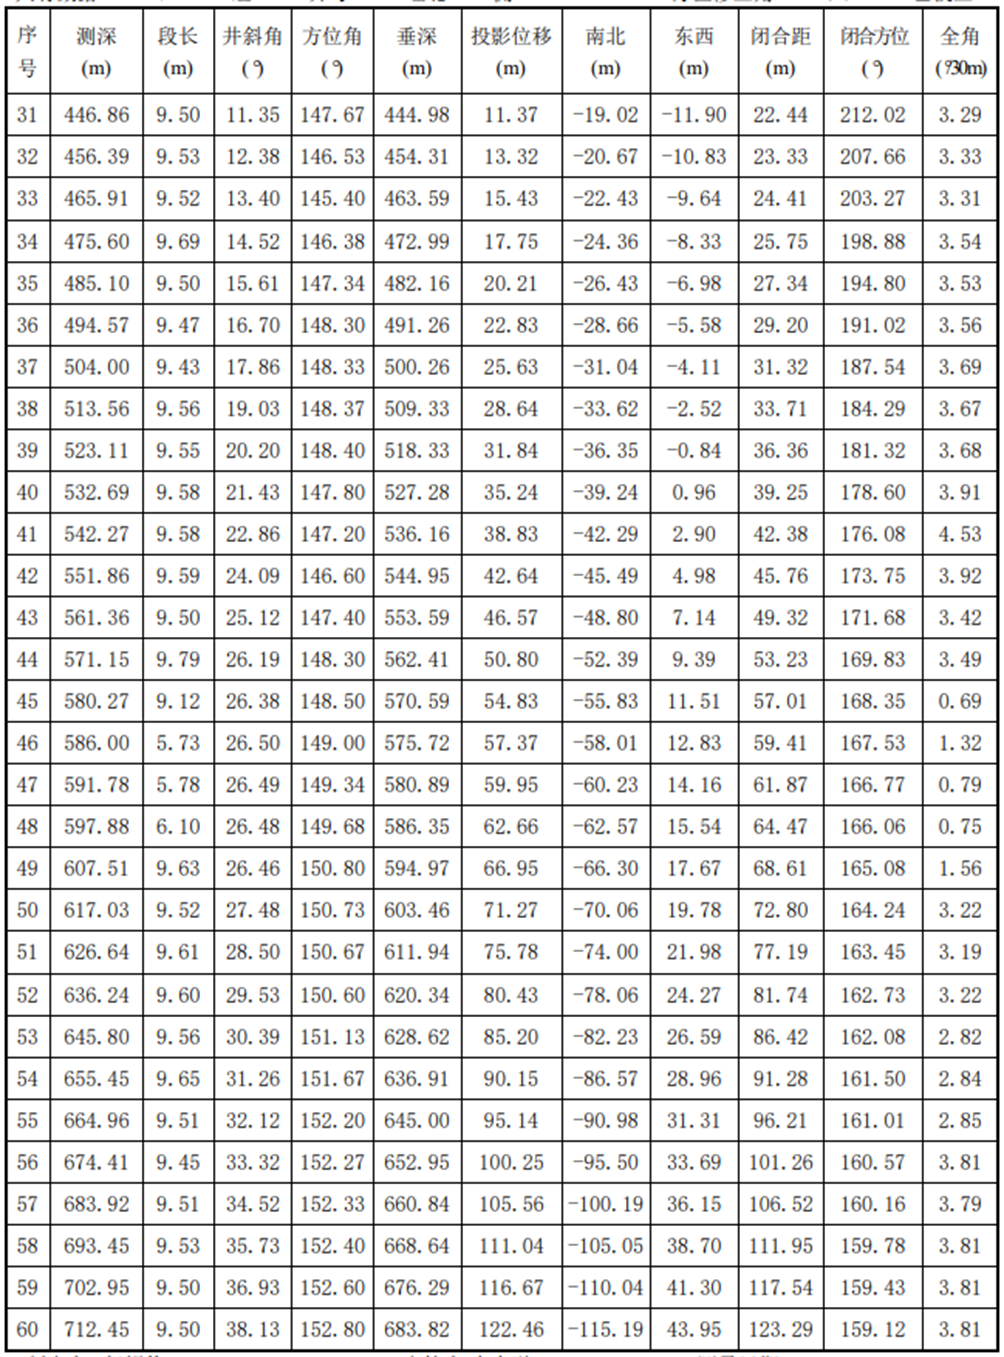 序号 测深(m) 段长(m) 井斜角(°) 方位角(°) 垂深(m) 投影位移(m) 南北(m) 东西(m) 闭合距(m) 闭合方位(°) 全角(°/30m)
31 446.86 9.50 11.35 147.67 444.98 11.37 -19.02 -11.90 22.44 212.02 3.29
32 456.39 9.53 12.38 146.53 454.31 13.32 -20.67 -10.83 23.33 207.66 3.33
33 465.91 9.52 13.40 145.40 463.59 15.43 -22.43 -9.64 24.41 203.27 3.31
34 475.60 9.69 14.52 146.38 472.99 17.75 -24.36 -8.33 25.75 198.88 3.54
35 485.10 9.50 15.61 147.34 482.16 20.21 -26.43 -6.98 27.34 194.80 3.53
36 494.57 9.47 16.70 148.30 491.26 22.83 -28.66 -5.58 29.20 191.02 3.56
37 504.00 9.43 17.86 148.33 500.26 25.63 -31.04 -4.11 31.32 187.54 3.69
38 513.56 9.56 19.03 148.37 509.33 28.64 -33.62 -2.52 33.71 184.29 3.67
39 523.11 9.55 20.20 148.40 518.33 31.84 -36.35 -0.84 36.36 181.32 3.68
40 532.69 9.58 21.43 147.80 527.28 35.24 -39.24 0.96 39.25 178.60 3.91
41 542.27 9.58 22.86 147.20 536.16 38.83 -42.29 2.90 42.38 176.08 4.53
42 551.86 9.59 24.09 146.60 544.95 42.64 -45.49 4.98 45.76 173.75 3.92
43 561.36 9.50 25.12 147.40 553.59 46.57 -48.80 7.14 49.32 171.68 3.42
44 571.15 9.79 26.19 148.30 562.41 50.80 -52.39 9.39 53.23 169.83 3.49
45 580.27 9.12 26.38 148.50 570.59 54.83 -55.83 11.51 57.01 168.35 0.69
46 586.00 5.73 26.50 149.00 575.72 57.37 -58.01 12.83 59.41 167.53 1.32
47 591.78 5.78 26.49 149.34 580.89 59.95 -60.23 14.16 61.87 166.77 0.79
48 597.88 6.10 26.48 149.68 586.35 62.66 -62.57 15.54 64.47 166.06 0.75
49 607.51 9.63 26.46 150.80 594.97 66.95 -66.30 17.67 68.61 165.08 1.56
50 617.03 9.52 27.48 150.73 603.46 71.27 -70.06 19.78 72.80 164.24 3.22
51 626.64 9.61 28.50 150.67 611.94 75.78 -74.00 21.98 77.19 163.45 3.19
52 636.24 9.60 29.53 150.60 620.34 80.43 -78.06 24.27 81.74 162.73 3.22
53 645.80 9.56 30.39 151.13 628.62 85.20 -82.23 26.59 86.42 162.08 2.82
54 655.45 9.65 31.26 151.67 636.91 90.15 -86.57 28.96 91.28 161.50 2.84
55 664.96 9.51 32.12 152.20 645.00 95.14 -90.98 31.31 96.21 161.01 2.85
56 674.41 9.45 33.32 152.27 652.95 100.25 -95.50 33.69 101.26 160.57 3.81
57 683.92 9.51 34.52 152.33 660.84 105.56 -100.19 36.15 106.52 160.16 3.79
58 693.45 9.53 35.73 152.40 668.64 111.04 -105.05 38.70 111.95 159.78 3.81
59 702.95 9.50 36.93 152.60 676.29 116.67 -110.04 41.30 117.54 159.43 3.81
60 712.45 9.50 38.13 152.80 683.82 122.46 -115.19 43.95 123.29 159.12 3.81